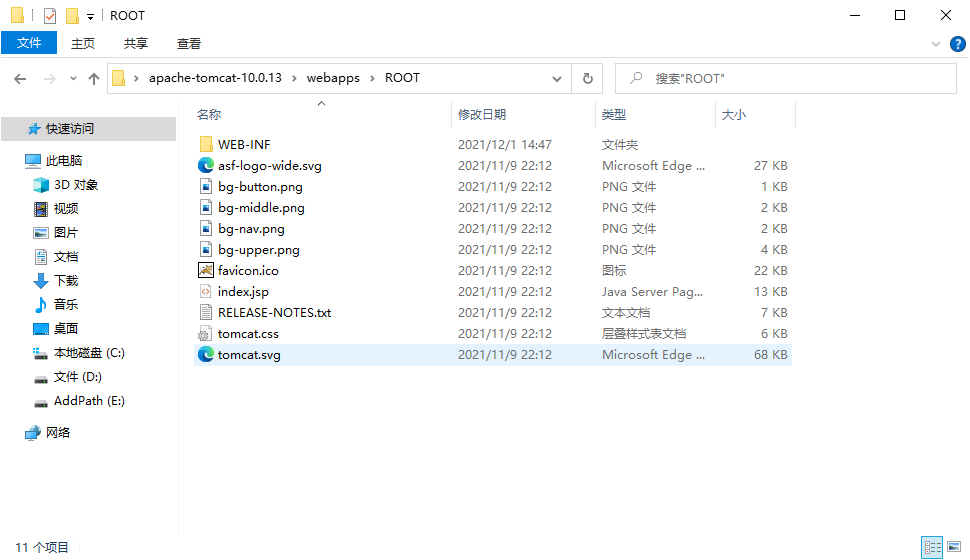 ROOT
文件 主页 共享 查看
apache-tomcat-10.0.13 webapps ROOT 搜索"ROOT"
名称 修改日期 类型 大小
快速访问
此电脑
3D 对象
视频
图片
文档
下载
音乐
桌面
本地磁盘 (C:)
文件 (D:)
AddPath (E:)
网络
WEB-INF 2021/12/1 14:47 文件夹
asf-logo-wide.svg 2021/11/9 22:12 Microsoft Edge ... 27 KB
bg-button.png 2021/11/9 22:12 PNG 文件 1 KB
bg-middle.png 2021/11/9 22:12 PNG 文件 2 KB
bg-nav.png 2021/11/9 22:12 PNG 文件 2 KB
bg-upper.png 2021/11/9 22:12 PNG 文件 4 KB
favicon.ico 2021/11/9 22:12 图标 22 KB
index.jsp 2021/11/9 22:12 Java Server Pag... 13 KB
RELEASE-NOTES.txt 2021/11/9 22:12 文本文档 7 KB
tomcat.css 2021/11/9 22:12 层叠样式表文档 6 KB
tomcat.svg 2021/11/9 22:12 Microsoft Edge ... 68 KB
11 个项目